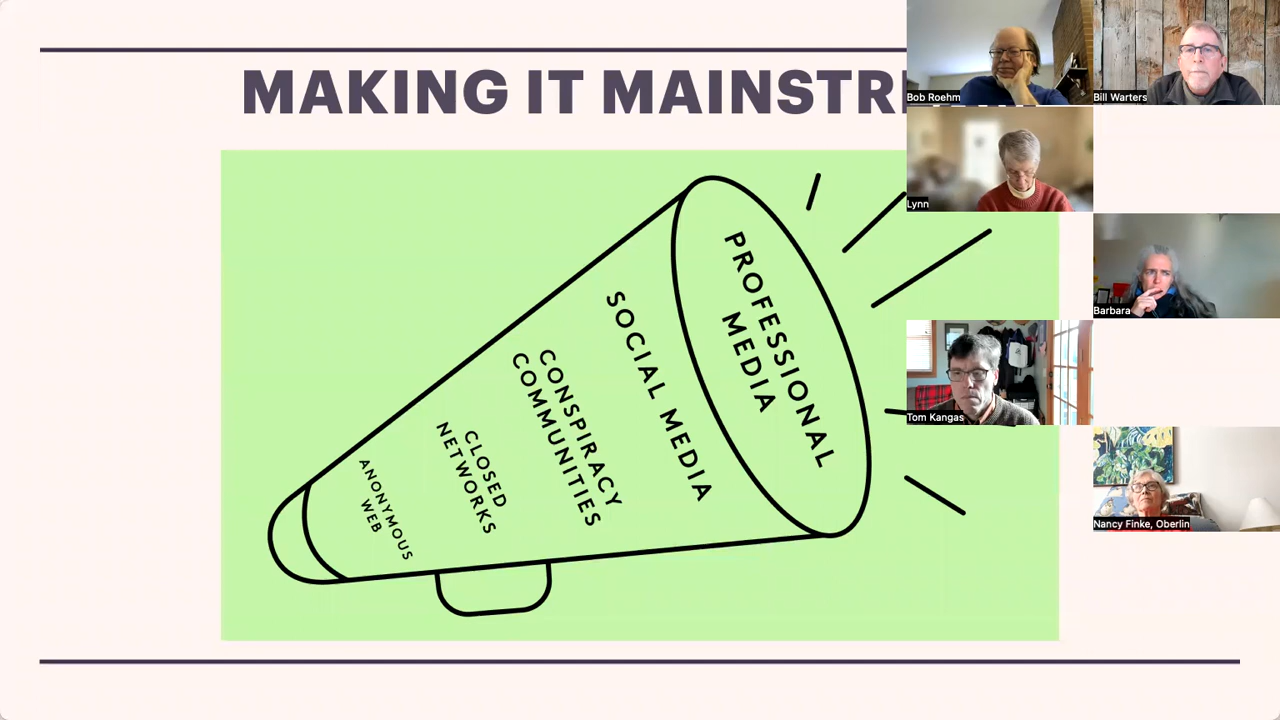 MAKING IT MAINSTR
PROFESSIONAL
MEDIA
SOCIAL MEDIA
CONSPIRACY
COMMUNITIES
CLOSED
NETWORKS
ANONYMOUS
WEB
Bob Roehm
Bill Warters
Lynn
Barbara
Tom Kangas
Nancy Finke, Oberlin